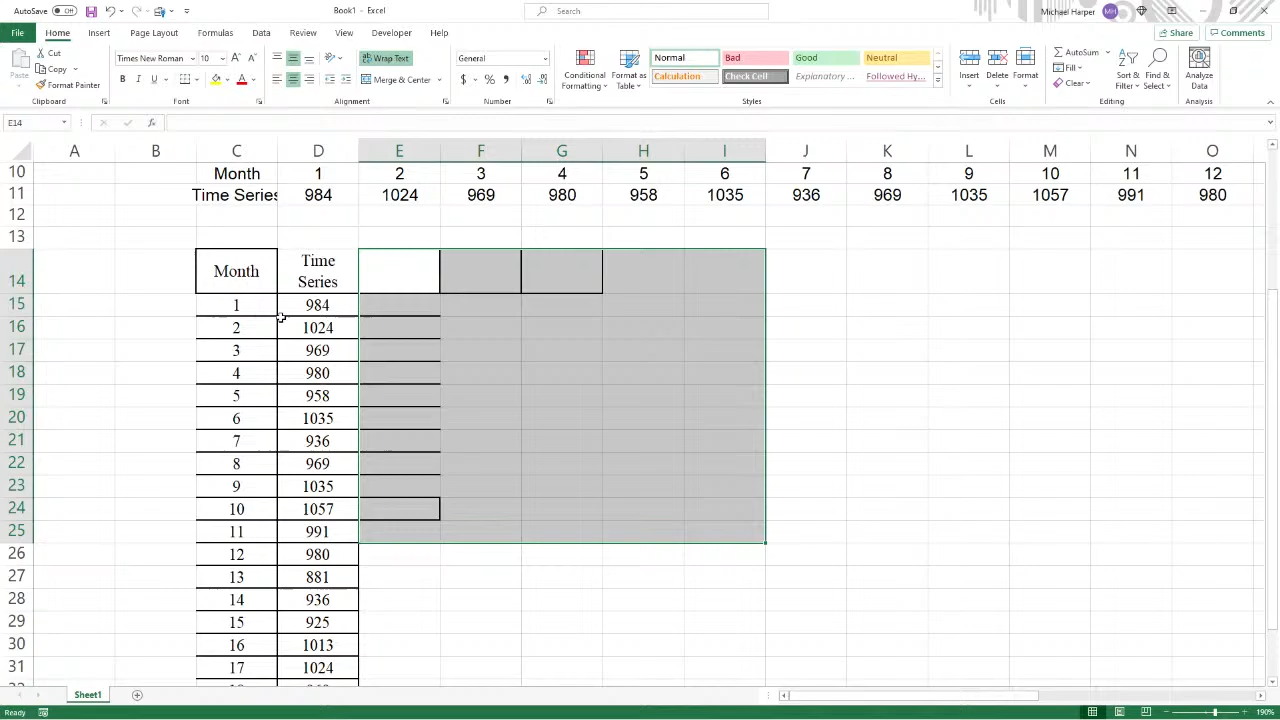 AutoSave Off Book1 - Excel Search Michael Harper MH
File Home Insert Page Layout Formulas Data Review View Developer Help Share Comments
Paste Cut Copy Format Painter Clipboard
Times New Roman 10 A A B I U A Font
Wrap Text Merge & Center Alignment
General $ % , Number
Conditional Formatting Format as Table Normal Bad Good Neutral Calculation Check Cell Explanatory ... Followed Hy... Styles
Insert Delete Format Cells
AutoSum Fill Clear Sort & Filter Find & Select Editing
Analyze Data Analysis
E14 fx
A B C D E F G H I J K L M N O
10 Month 1 2 3 4 5 6 7 8 9 10 11 12
11 Time Series 984 1024 969 980 958 1035 936 969 1035 1057 991 980
12
13
14 Month Time Series
15 1 984
16 2 1024
17 3 969
18 4 980
19 5 958
20 6 1035
21 7 936
22 8 969
23 9 1035
24 10 1057
25 11 991
26 12 980
27 13 881
28 14 936
29 15 925
30 16 1013
31 17 1024
Sheet1
Ready 190%